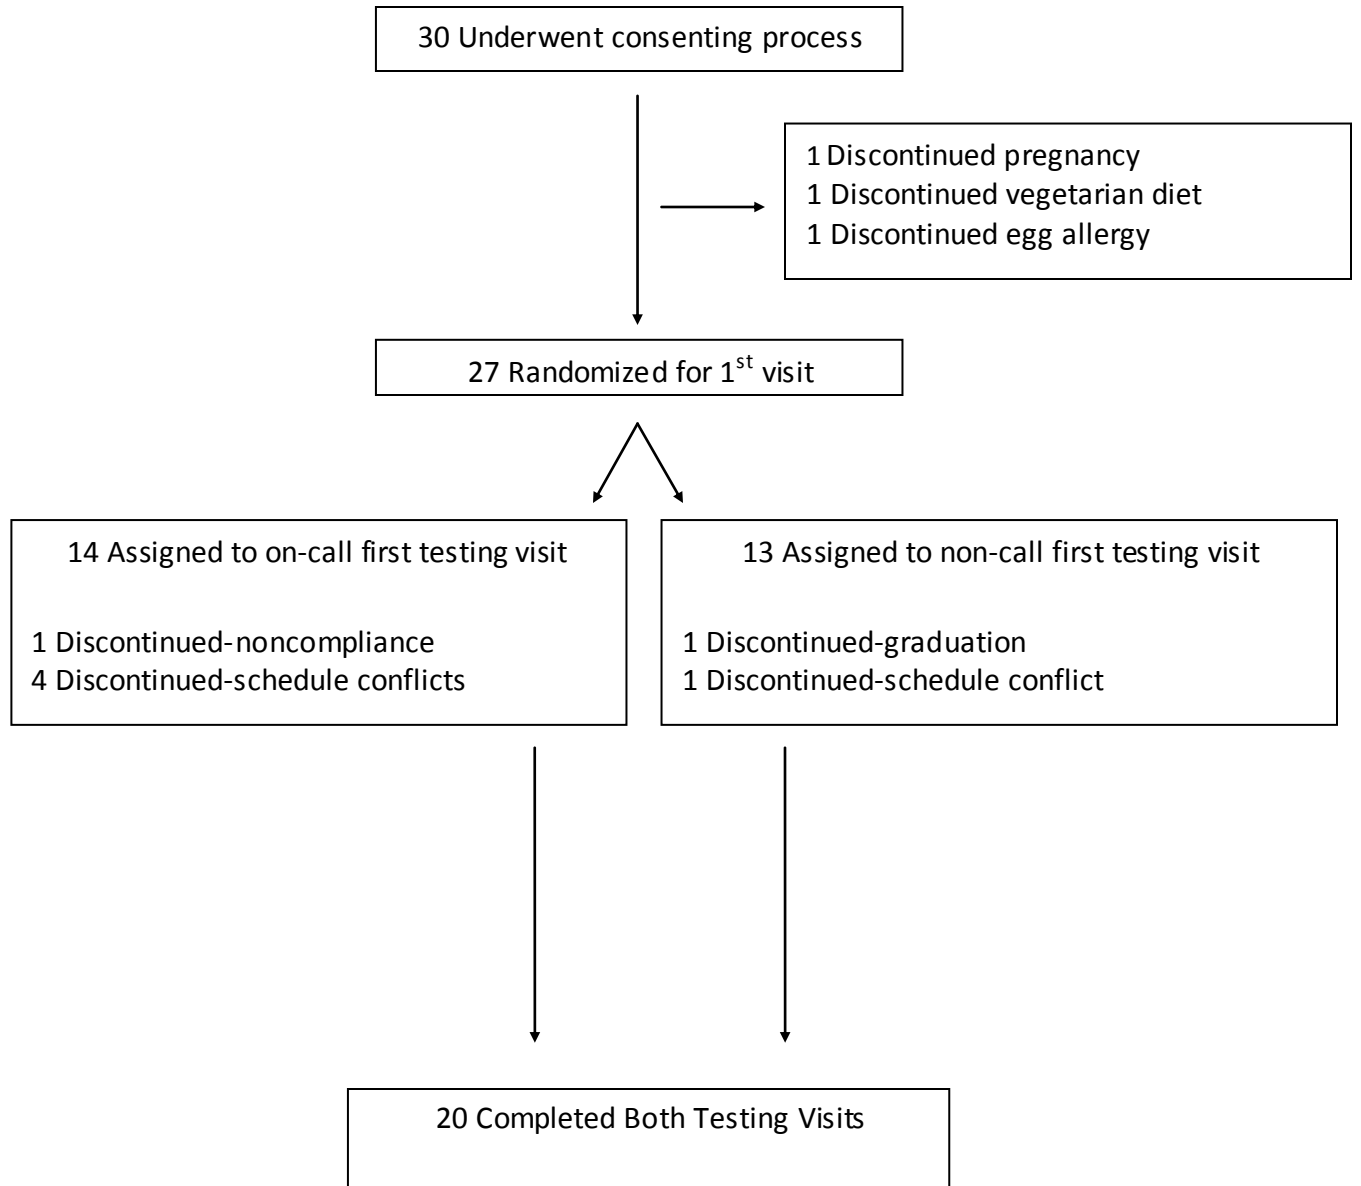 30 Underwent consenting process
1 Discontinued pregnancy
1 Discontinued vegetarian diet
1 Discontinued egg allergy
27 Randomized for 1st visit
14 Assigned to on-call first testing visit
1 Discontinued-noncompliance
4 Discontinued-schedule conflicts
13 Assigned to non-call first testing visit
1 Discontinued-graduation
1 Discontinued-schedule conflict
20 Completed Both Testing Visits